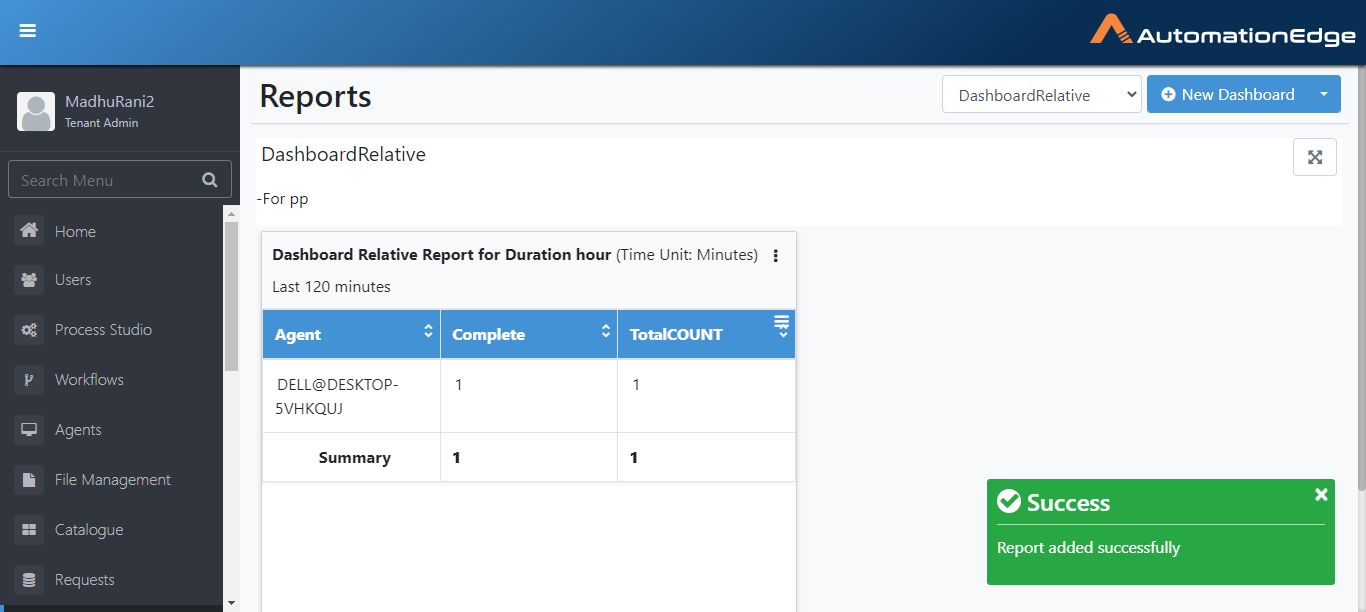 AutomationEdge
MadhuRani2
Tenant Admin
Search Menu
Home
Users
Process Studio
Workflows
Agents
File Management
Catalogue
Requests
Reports
DashboardRelative
New Dashboard
DashboardRelative
-For pp
Dashboard Relative Report for Duration hour (Time Unit: Minutes)
Last 120 minutes
Agent Complete TotalCOUNT
DELL@DESKTOP- 1 1
5VHKQUJ
Summary 1 1
Success
Report added successfully